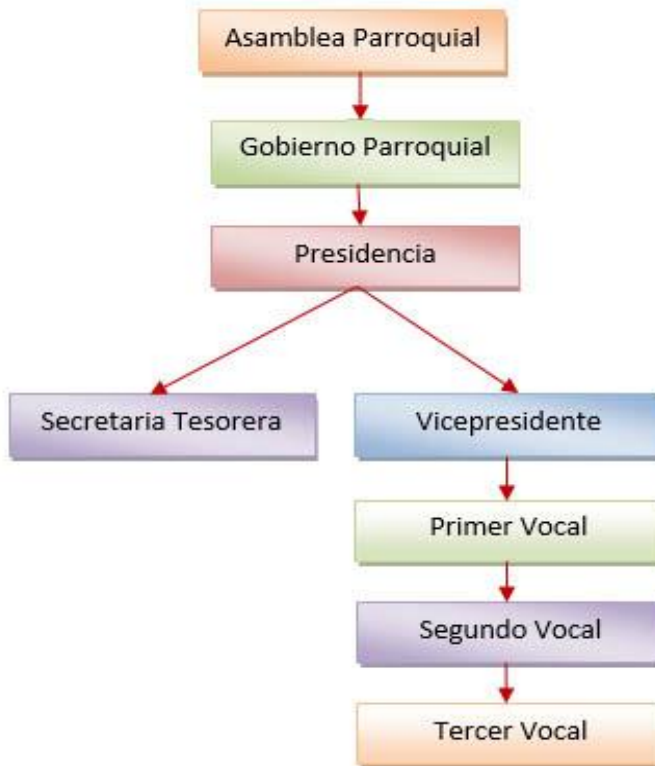 Asamblea Parroquial
Gobierno Parroquial
Presidencia
Secretaria Tesorera
Vicepresidente
Primer Vocal
Segundo Vocal
Tercer Vocal